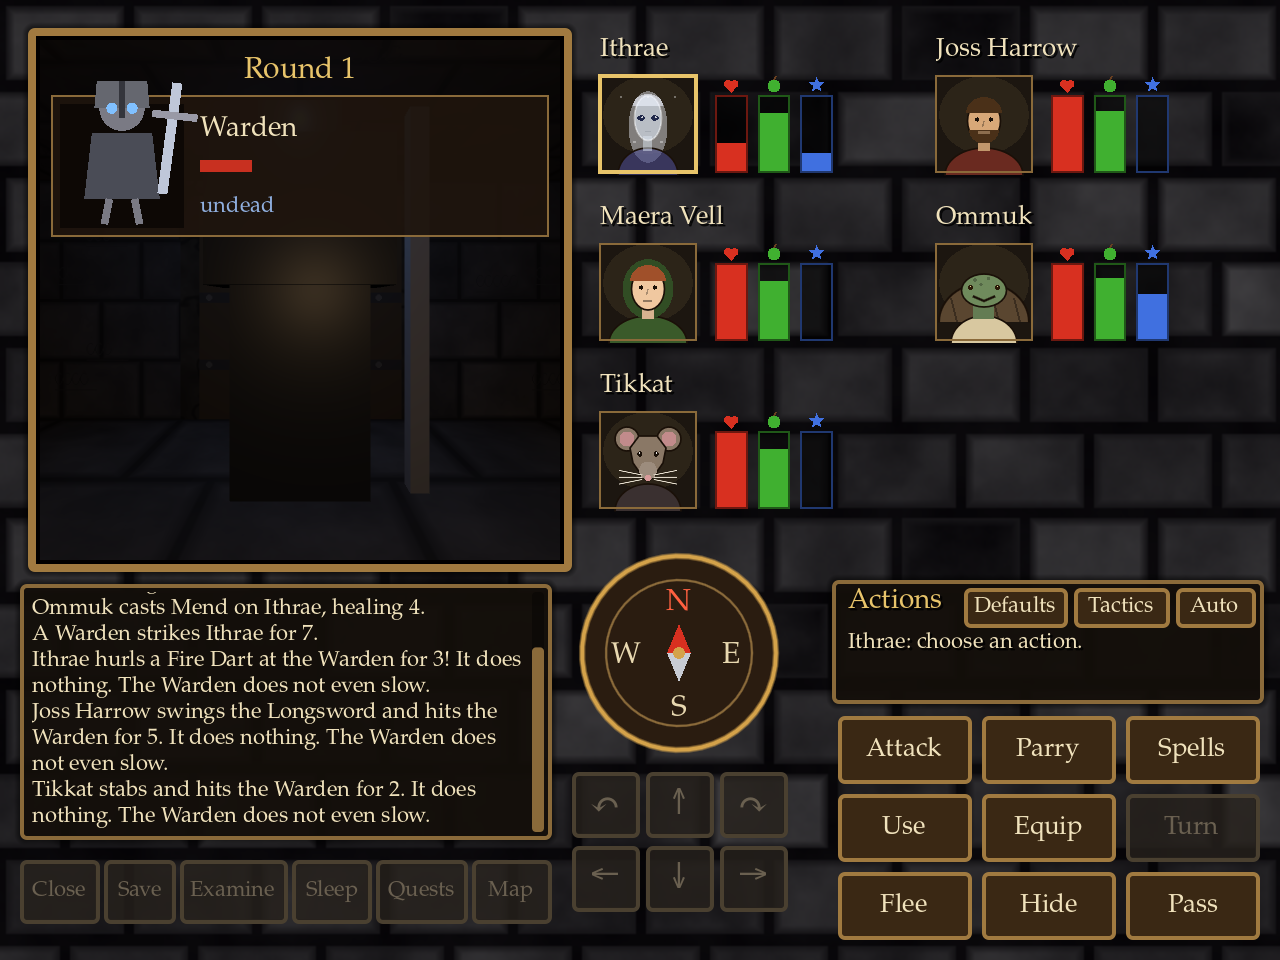 Round 1
Warden
undead
Ithrae
Joss Harrow
Maera Vell
Ommuk
Tikkat
Ommuk casts Mend on Ithrae, healing 4.
A Warden strikes Ithrae for 7.
Ithrae hurls a Fire Dart at the Warden for 3! It does
nothing. The Warden does not even slow.
Joss Harrow swings the Longsword and hits the
Warden for 5. It does nothing. The Warden does
not even slow.
Tikkat stabs and hits the Warden for 2. It does
nothing. The Warden does not even slow.
Close Save Examine Sleep Quests Map
N
W E
S
Actions Defaults Tactics Auto
Ithrae: choose an action.
Attack Parry Spells
Use Equip Turn
Flee Hide Pass